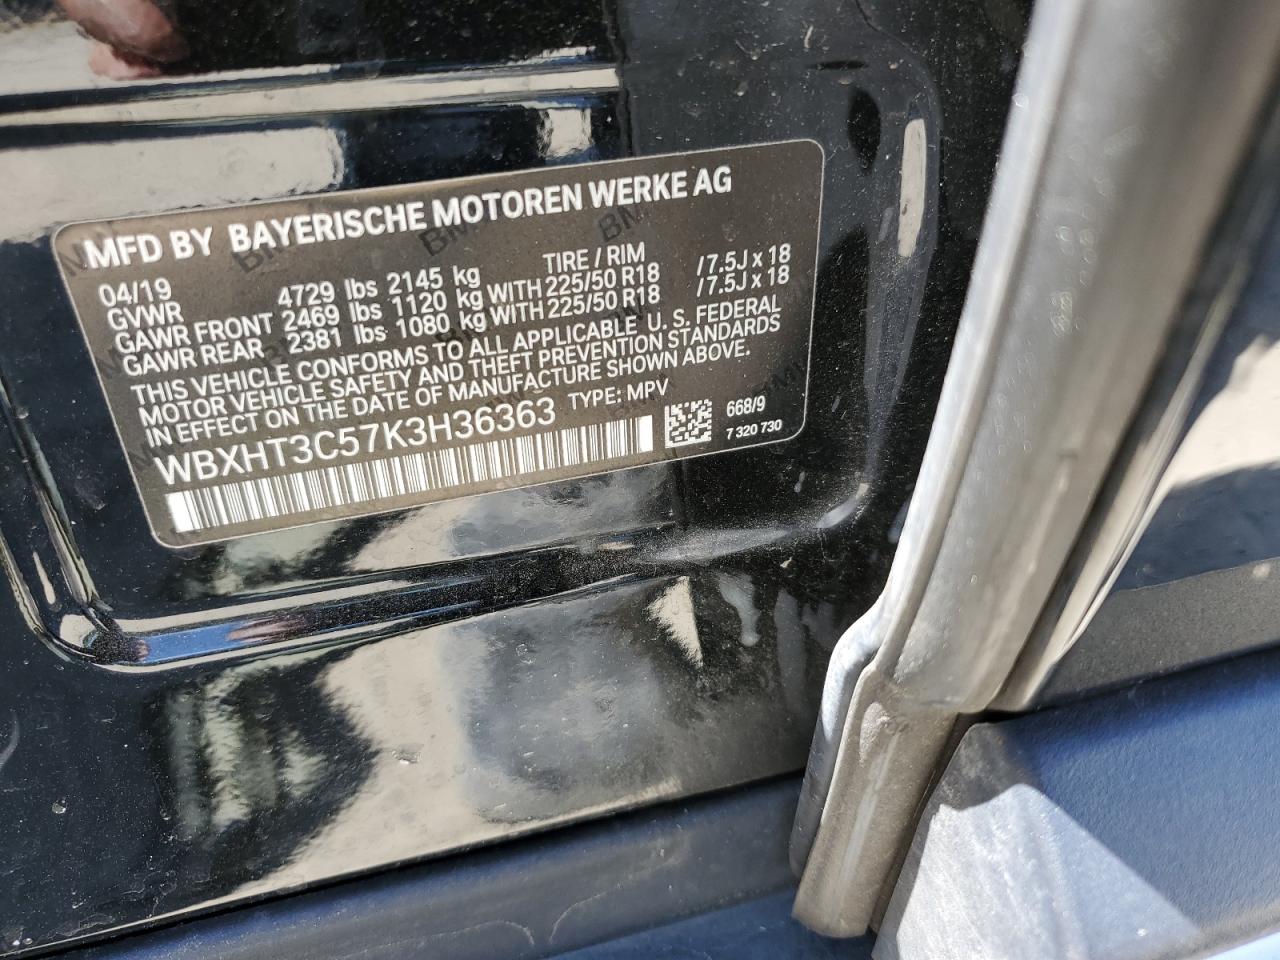 MFD BY BAYERISCHE MOTOREN WERKE AG
04/19 TIRE / RIM
GVWR 4729 lbs 2145 kg
GAWR FRONT 2469 lbs 1120 kg WITH 225/50 R18 / 7.5J x 18
GAWR REAR 2381 lbs 1080 kg WITH 225/50 R18 / 7.5J x 18
THIS VEHICLE CONFORMS TO ALL APPLICABLE U. S. FEDERAL
MOTOR VEHICLE SAFETY AND THEFT PREVENTION STANDARDS
IN EFFECT ON THE DATE OF MANUFACTURE SHOWN ABOVE.
WBXHT3C57K3H36363 TYPE: MPV
668/9
7 320 730